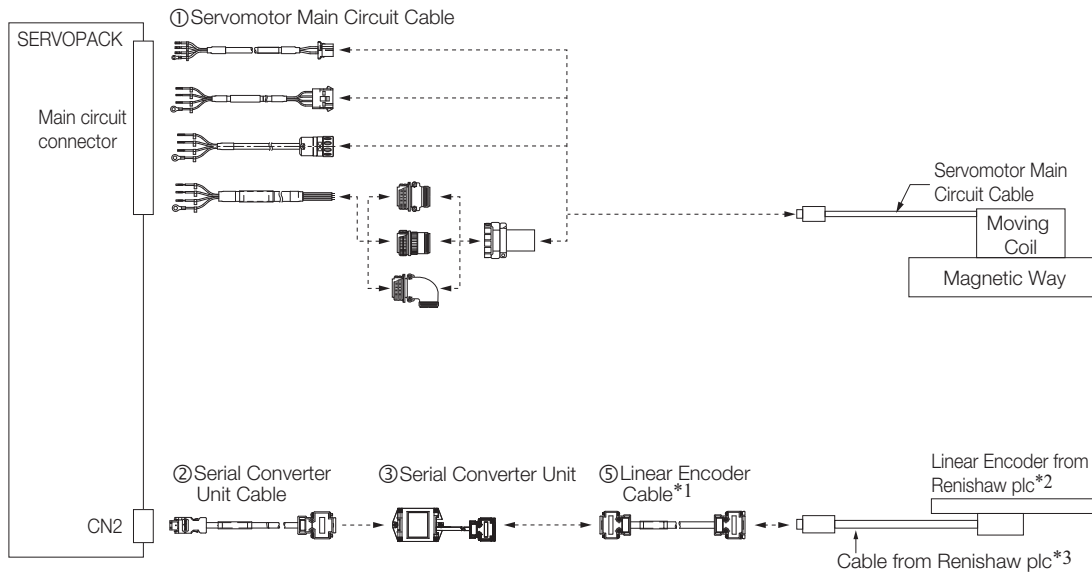 ①Servomotor Main Circuit Cable
SERVOPACK
Main circuit
connector
Servomotor Main
Circuit Cable
Moving
Coil
Magnetic Way
②Serial Converter
Unit Cable
③Serial Converter Unit
⑤Linear Encoder
Cable*1
Linear Encoder from
Renishaw plc*2
CN2
Cable from Renishaw plc*3